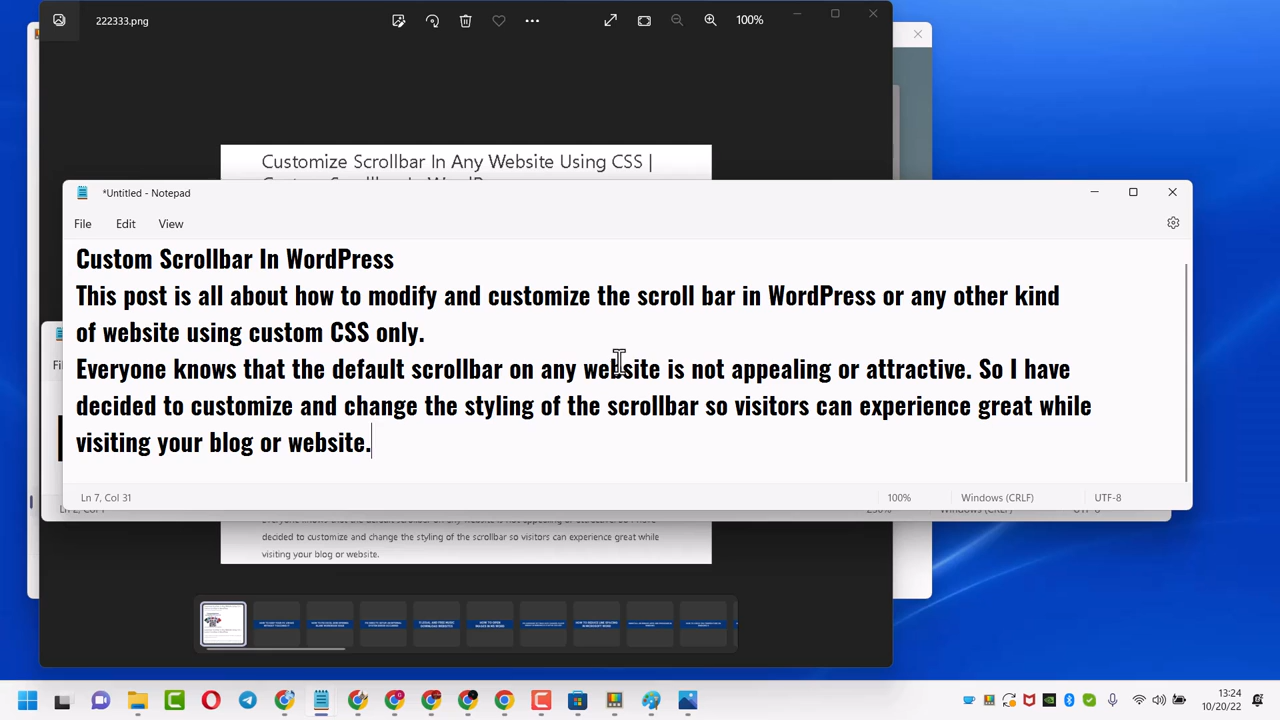 222333.png
100%
Customize Scrollbar In Any Website Using CSS |
*Untitled - Notepad
File Edit View
Custom Scrollbar In WordPress
This post is all about how to modify and customize the scroll bar in WordPress or any other kind
of website using custom CSS only.
Everyone knows that the default scrollbar on any website is not appealing or attractive. So I have
decided to customize and change the styling of the scrollbar so visitors can experience great while
visiting your blog or website.
Ln 7, Col 31 100% Windows (CRLF) UTF-8
decided to customize and change the styling of the scrollbar so visitors can experience great while
visiting your blog or website.
13:24
10/20/22